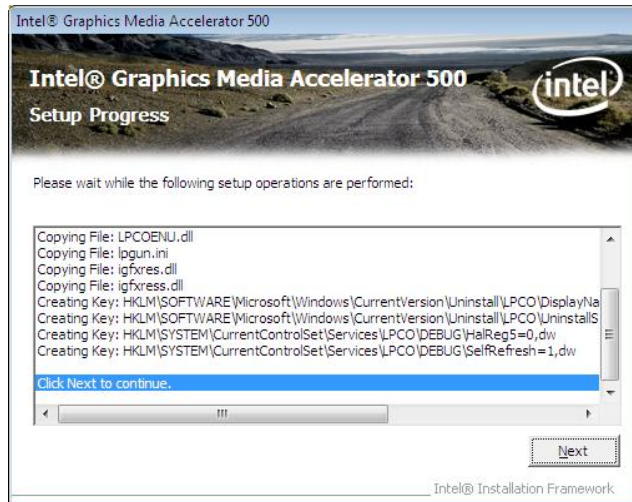 Intel® Graphics Media Accelerator 500
Intel® Graphics Media Accelerator 500
Setup Progress
intel
Please wait while the following setup operations are performed:
Copying File: LPCOENU.dll
Copying File: lpgun.ini
Copying File: igfxres.dll
Copying File: igfxress.dll
Creating Key: HKLM\SOFTWARE\Microsoft\Windows\CurrentVersion\Uninstall\LPCO\DisplayNa
Creating Key: HKLM\SOFTWARE\Microsoft\Windows\CurrentVersion\Uninstall\LPCO\UninstallS
Creating Key: HKLM\SYSTEM\CurrentControlSet\Services\LPCO\DEBUG\HalReg5=0,dw
Creating Key: HKLM\SYSTEM\CurrentControlSet\Services\LPCO\DEBUG\SelfRefresh=1,dw
Click Next to continue.
Next
Intel® Installation Framework